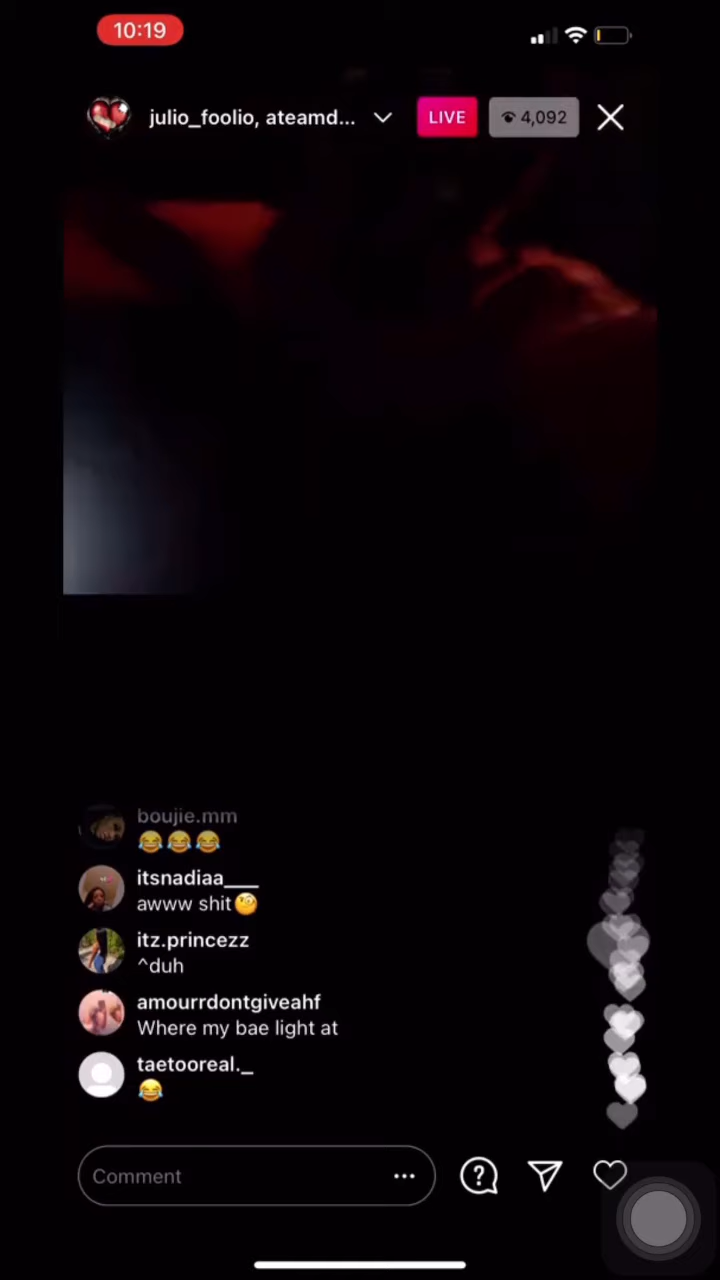 10:19
julio_foolio, ateamd...
LIVE
4,092
boujie.mm
😂😂😂
itsnadiaa___
awww shit🧐
itz.princezz
^duh
amourrdontgiveahf
Where my bae light at
taetooreal._
😂
Comment